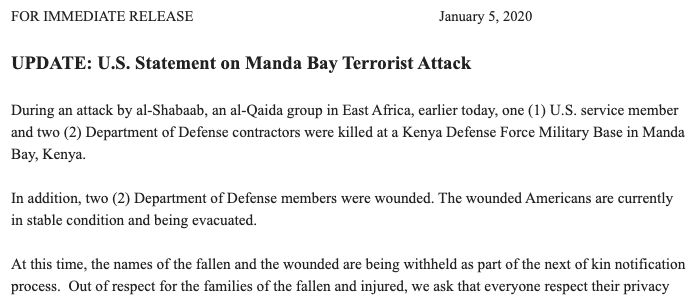 FOR IMMEDIATE RELEASE January 5, 2020
UPDATE: U.S. Statement on Manda Bay Terrorist Attack
During an attack by al-Shabaab, an al-Qaida group in East Africa, earlier today, one (1) U.S. service member
and two (2) Department of Defense contractors were killed at a Kenya Defense Force Military Base in Manda
Bay, Kenya.
In addition, two (2) Department of Defense members were wounded. The wounded Americans are currently
in stable condition and being evacuated.
At this time, the names of the fallen and the wounded are being withheld as part of the next of kin notification
process.  Out of respect for the families of the fallen and injured, we ask that everyone respect their privacy